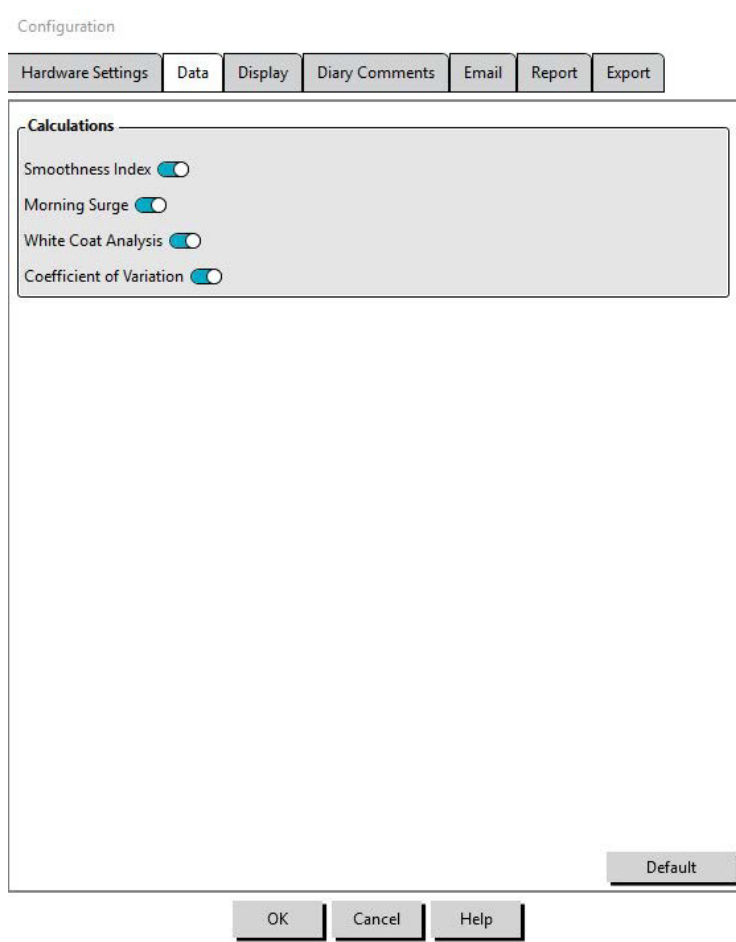 Configuration
Hardware Settings Data Display Diary Comments Email Report Export
Calculations
Smoothness Index
Morning Surge
White Coat Analysis
Coefficient of Variation
Default
OK Cancel Help